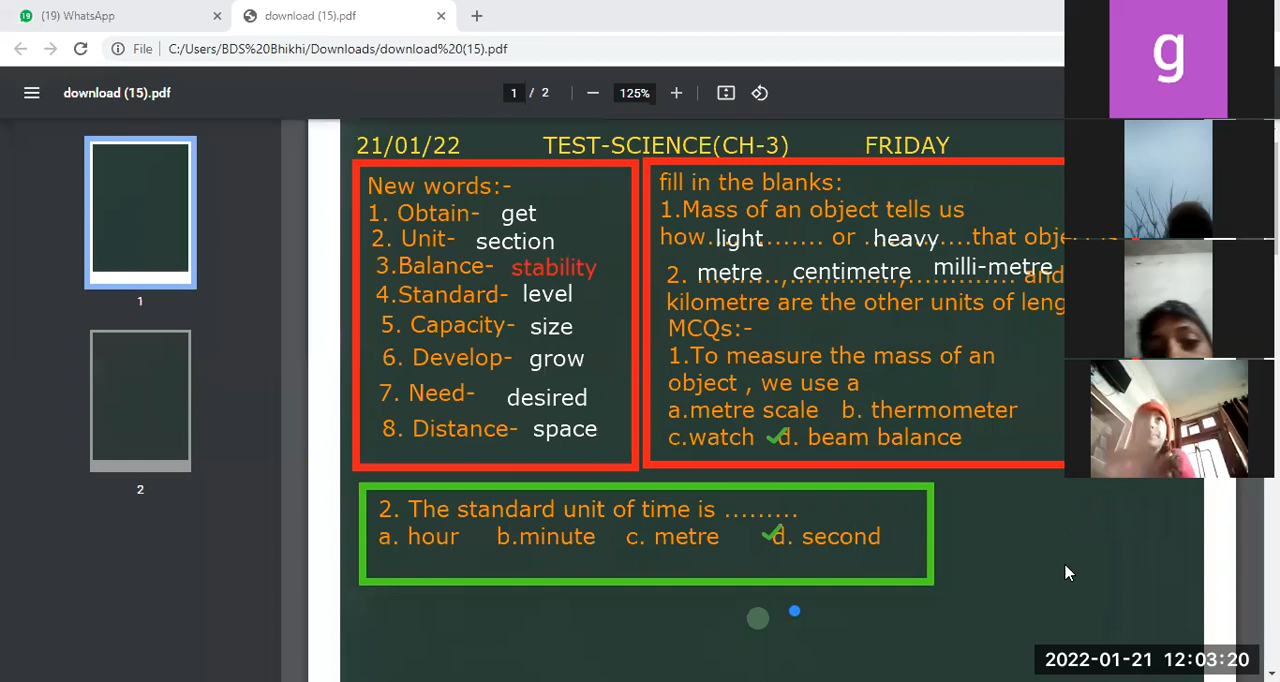 (19) WhatsApp
download (15).pdf
File
C:/Users/BDS%20Bhikhi/Downloads/download%20(15).pdf
download (15).pdf
1 / 2
125%
g
1
2
21/01/22 TEST-SCIENCE(CH-3) FRIDAY
New words:-
1. Obtain- get
2. Unit- section
3.Balance- stability
4.Standard- level
5. Capacity- size
6. Develop- grow
7. Need- desired
8. Distance- space
fill in the blanks:
1.Mass of an object tells us
how light or heavy that obje
2. metre, centimetre, milli-metre and
kilometre are the other units of leng
MCQs:-
1.To measure the mass of an
object , we use a
a.metre scale b. thermometer
c.watch d. beam balance
2. The standard unit of time is .........
a. hour b.minute c. metre d. second
2022-01-21 12:03:20